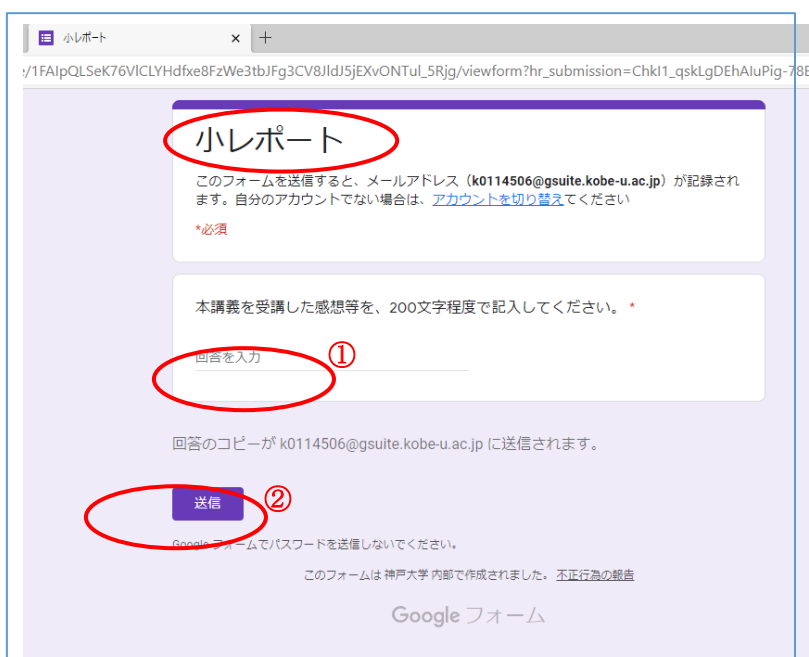 小レポート
/1FAIpQLSeK76VlCLYHdfxe8FzWe3tbJFg3CV8JldJ5jEXvONTul_5Rjg/viewform?hr_submission=ChkI1_qskLgDEhAIuPig-78E
小レポート
このフォームを送信すると、メールアドレス（k0114506@gsuite.kobe-u.ac.jp）が記録され
ます。自分のアカウントでない場合は、アカウントを切り替えてください
*必須
本講義を受講した感想等を、200文字程度で記入してください。 *
回答を入力
①
回答のコピーが k0114506@gsuite.kobe-u.ac.jp に送信されます。
送信
②
Google フォームでパスワードを送信しないでください。
このフォームは 神戸大学 内部で作成されました。 不正行為の報告
Google フォーム